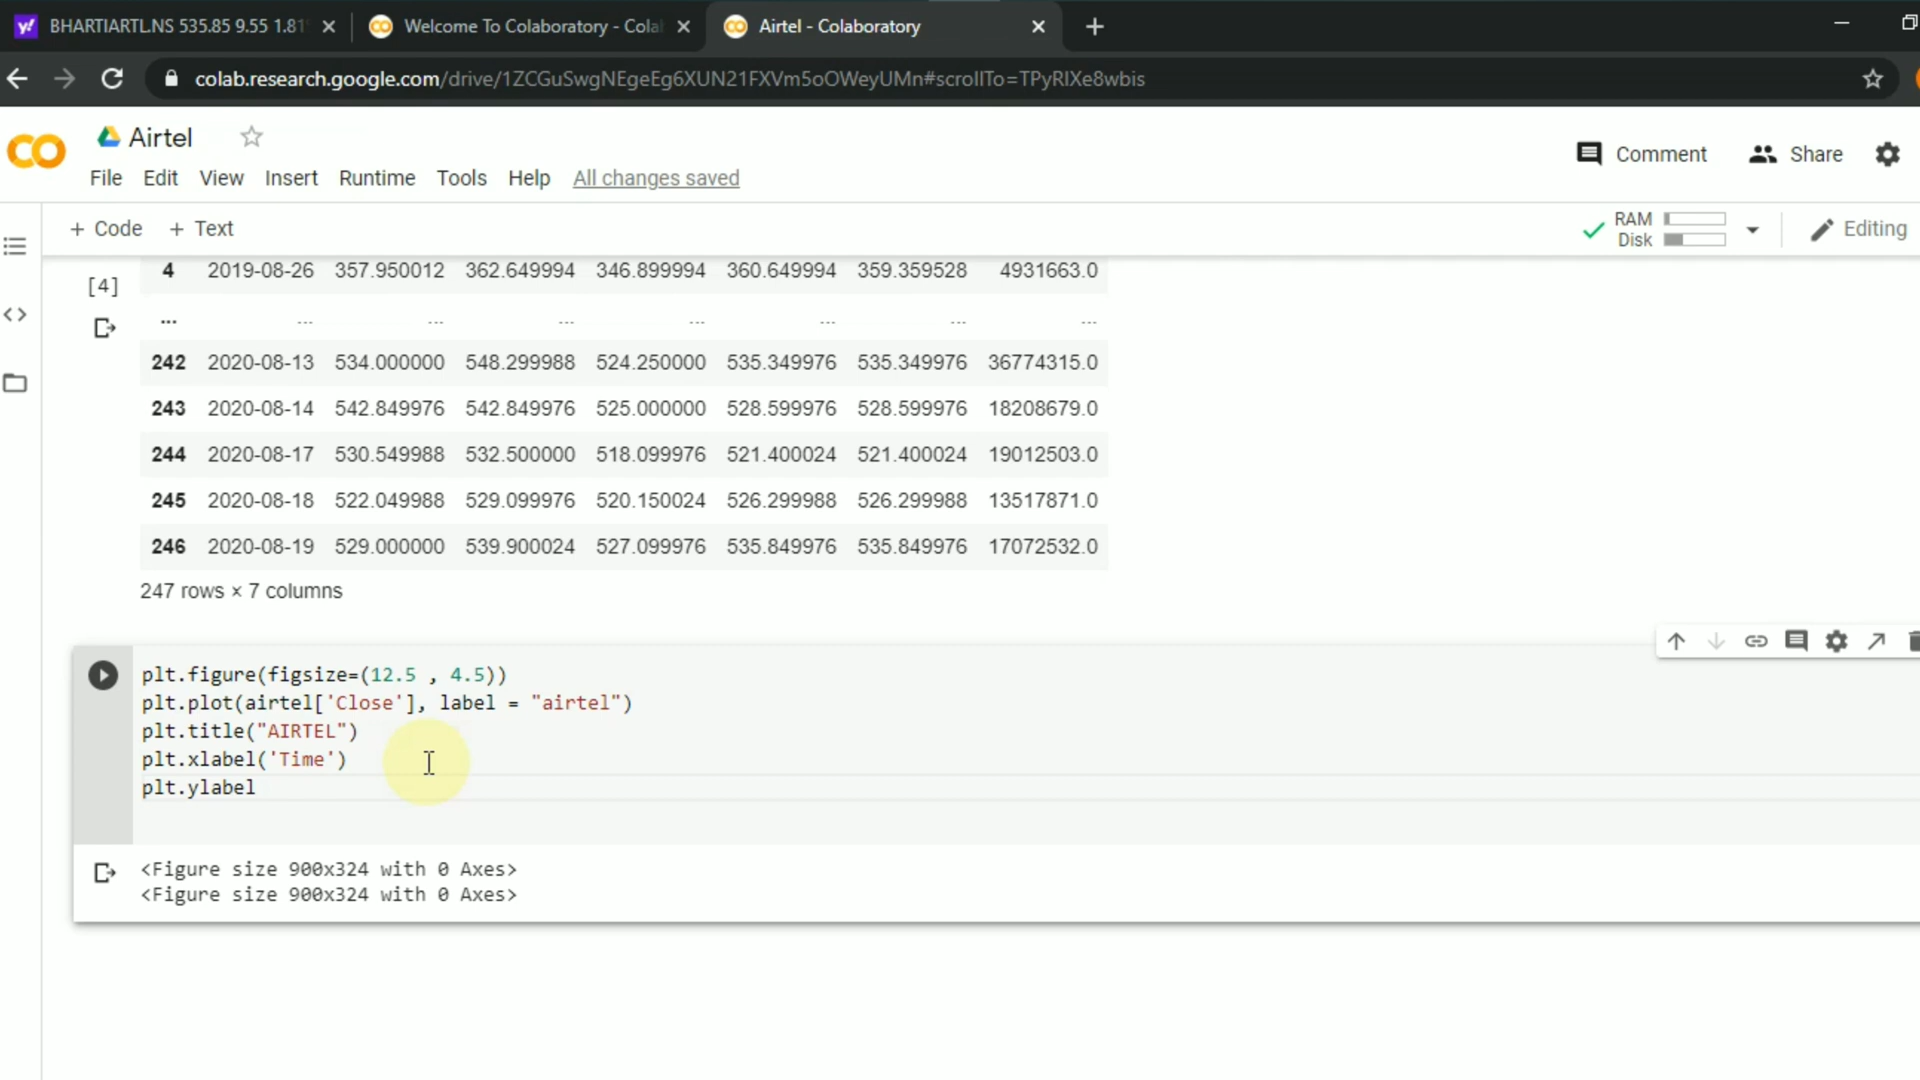 BHARTIARTL.NS 535.85 9.55 1.81
Welcome To Colaboratory - Cola
Airtel - Colaboratory
colab.research.google.com/drive/1ZCGuSwgNEgeEg6XUN21FXVm5oOWeyUMn#scrollTo=TPyRIXe8wbis
Airtel
Comment
Share
File Edit View Insert Runtime Tools Help All changes saved
+ Code + Text
RAM
Disk
Editing
[4]
4 2019-08-26 357.950012 362.649994 346.899994 360.649994 359.359528 4931663.0
... ... ... ... ... ... ... ...
242 2020-08-13 534.000000 548.299988 524.250000 535.349976 535.349976 36774315.0
243 2020-08-14 542.849976 542.849976 525.000000 528.599976 528.599976 18208679.0
244 2020-08-17 530.549988 532.500000 518.099976 521.400024 521.400024 19012503.0
245 2020-08-18 522.049988 529.099976 520.150024 526.299988 526.299988 13517871.0
246 2020-08-19 529.000000 539.900024 527.099976 535.849976 535.849976 17072532.0
247 rows × 7 columns
plt.figure(figsize=(12.5 , 4.5))
plt.plot(airtel['Close'], label = "airtel")
plt.title("AIRTEL")
plt.xlabel('Time')
plt.ylabel
<Figure size 900x324 with 0 Axes>
<Figure size 900x324 with 0 Axes>